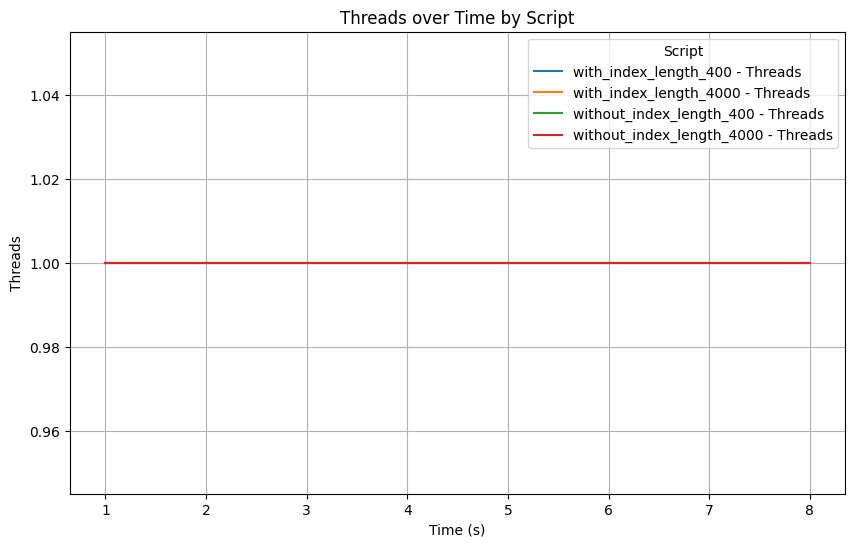 Threads over Time by Script
Script
with_index_length_400 - Threads
with_index_length_4000 - Threads
without_index_length_400 - Threads
without_index_length_4000 - Threads
Threads
1.04
1.02
1.00
0.98
0.96
1 2 3 4 5 6 7 8
Time (s)